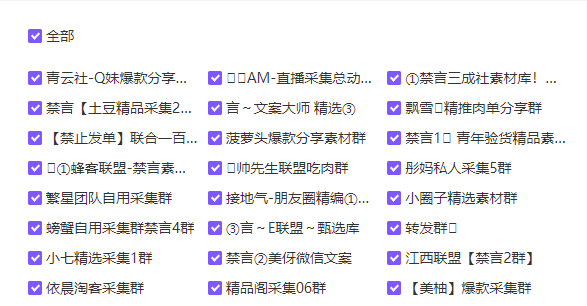 全部
青云社-Q妹爆款分享... AM-直播采集总动... ①禁言三成社素材库！...
禁言【土豆精品采集2... 言～文案大师 精选③ 飘雪精推肉单分享群
【禁止发单】联合一百... 菠萝头爆款分享素材群 禁言1 青年验货精品素...
①蜂客联盟-禁言素... 帅先生联盟吃肉群 彤妈私人采集5群
繁星团队自用采集群 接地气-朋友圈精编①... 小圈子精选素材群
螃蟹自用采集群禁言4群 ③言～E联盟～甄选库 转发群
小七精选采集1群 禁言②美伢微信文案 江西联盟【禁言2群】
依晨淘客采集群 精品阁采集06群 【美柚】爆款采集群